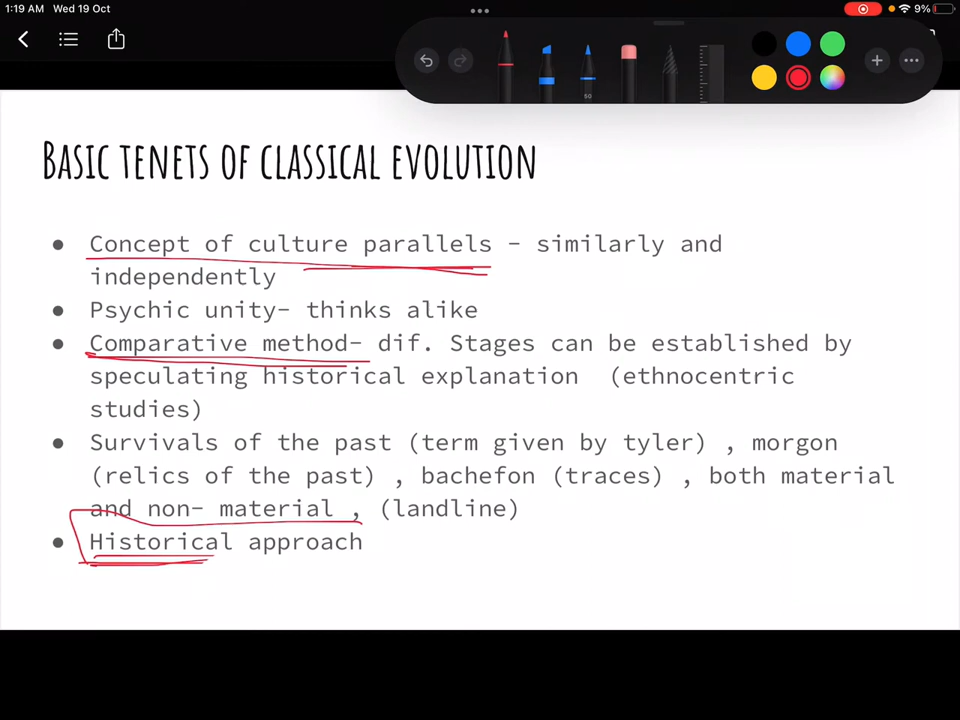 1:19 AM Wed 19 Oct
9%
50
BASIC TENETS OF CLASSICAL EVOLUTION
● Concept of culture parallels - similarly and
independently
● Psychic unity- thinks alike
● Comparative method- dif. Stages can be established by
speculating historical explanation (ethnocentric
studies)
● Survivals of the past (term given by tyler) , morgon
(relics of the past) , bachefon (traces) , both material
and non- material , (landline)
● Historical approach